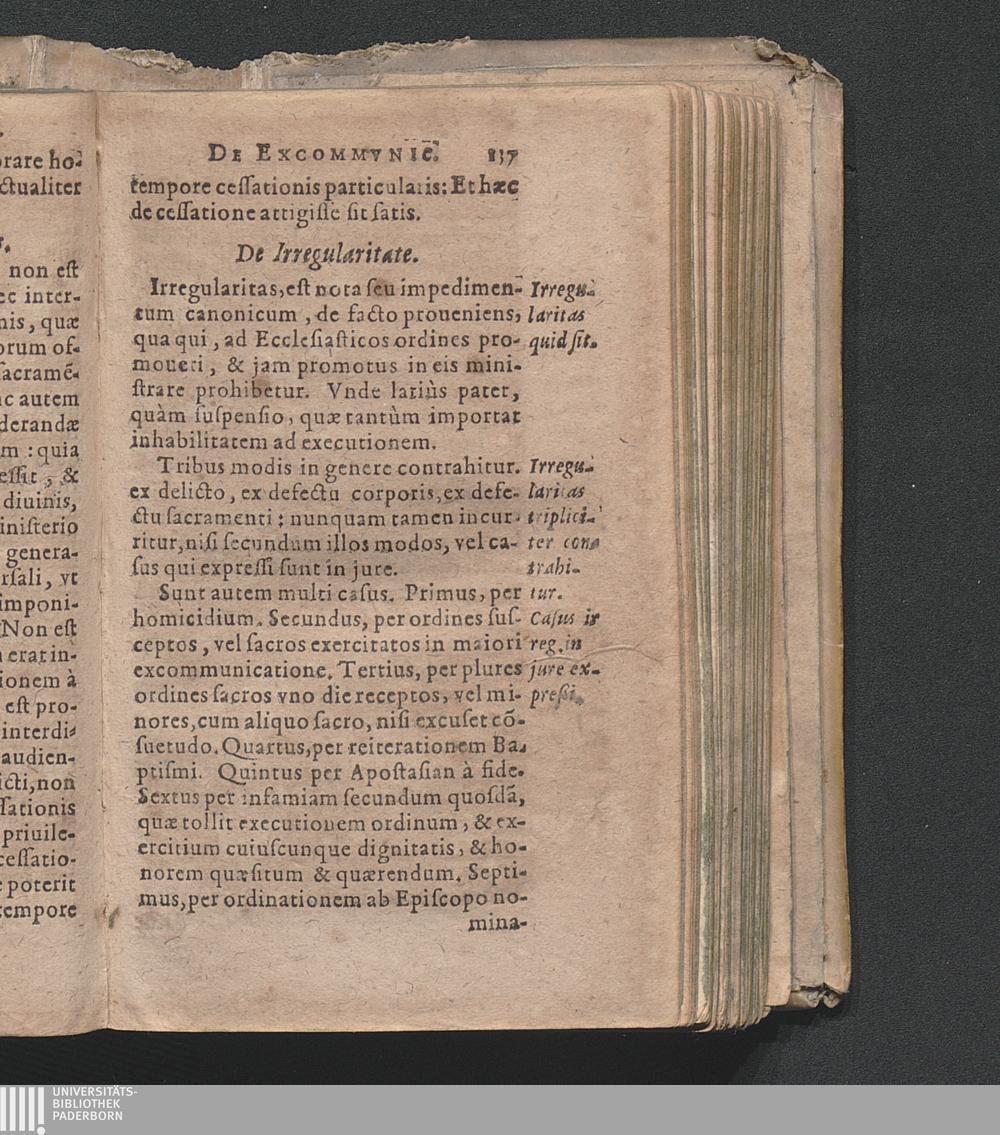 orare ho-
ctualiter
non eſt
ec inter-
nis, quæ
orum of-
ſacramē-
nc autem
derandæ
m : quia
eſſit, &
diuinis,
iniſterio
genera-
rſali, vt
imponi-
Non eſt
erat in-
ionem à
eſt pro-
interdi-
audien-
icti, non
ſſationis
priuile-
ceſſatio-
poterit
tempore
DE EXCOMMVNIC. 137
tempore ceſſationis particularis: Et hæc
de ceſſatione attigiſſe ſit ſatis.
De Irregularitate.
Irregularitas, eſt nota ſeu impedimen-
tum canonicum, de facto proueniens,
qua qui, ad Eccleſiaſticos ordines pro-
moueri, & jam promotus in eis mini-
ſtrare prohibetur. Vnde latiùs patet,
quàm ſuſpenſio, quæ tantùm importat
inhabilitatem ad executionem.
Tribus modis in genere contrahitur.
ex delicto, ex defectu corporis, ex defe-
ctu ſacramenti: nunquam tamen incur-
ritur, niſi ſecundum illos modos, vel ca-
ſus qui expreſſi ſunt in jure.
Sunt autem multi caſus. Primus, per
homicidium. Secundus, per ordines ſuſ-
ceptos, vel ſacros exercitatos in maiori
excommunicatione. Tertius, per plures
ordines ſacros vno die receptos, vel mi-
nores, cum aliquo ſacro, niſi excuſet cō-
ſuetudo. Quartus, per reiterationem Ba-
ptiſmi. Quintus per Apoſtaſian à fide.
Sextus per infamiam ſecundum quoſdā,
quæ tollit executionem ordinum, & ex-
ercitium cuiuſcunque dignitatis, & ho-
norem quæſitum & quærendum. Septi-
mus, per ordinationem ab Epiſcopo no-
mina-
Irregu-
laritas
quid ſit.
Irregu-
laritas
triplici-
ter con-
trahi-
tur.
Caſus ir
reg. in
jure ex-
preſſi.
UNIVERSITÄTS-
BIBLIOTHEK
PADERBORN